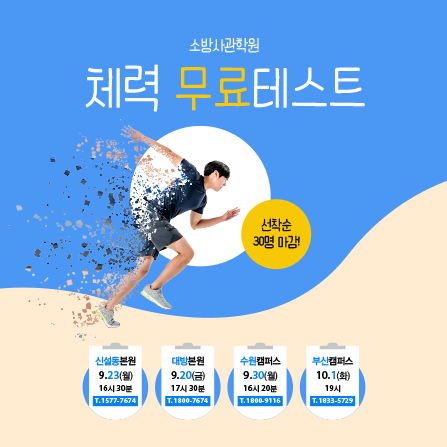 소방사관학원
체력 무료테스트
선착순
30명 마감!
신설동본원
9.23(월)
16시 30분
T.1577-7674
대방본원
9.20(금)
17시 30분
T.1800-7674
수원캠퍼스
9.30(월)
16시 20분
T.1800-9116
부산캠퍼스
10.1(화)
19시
T.1833-5729